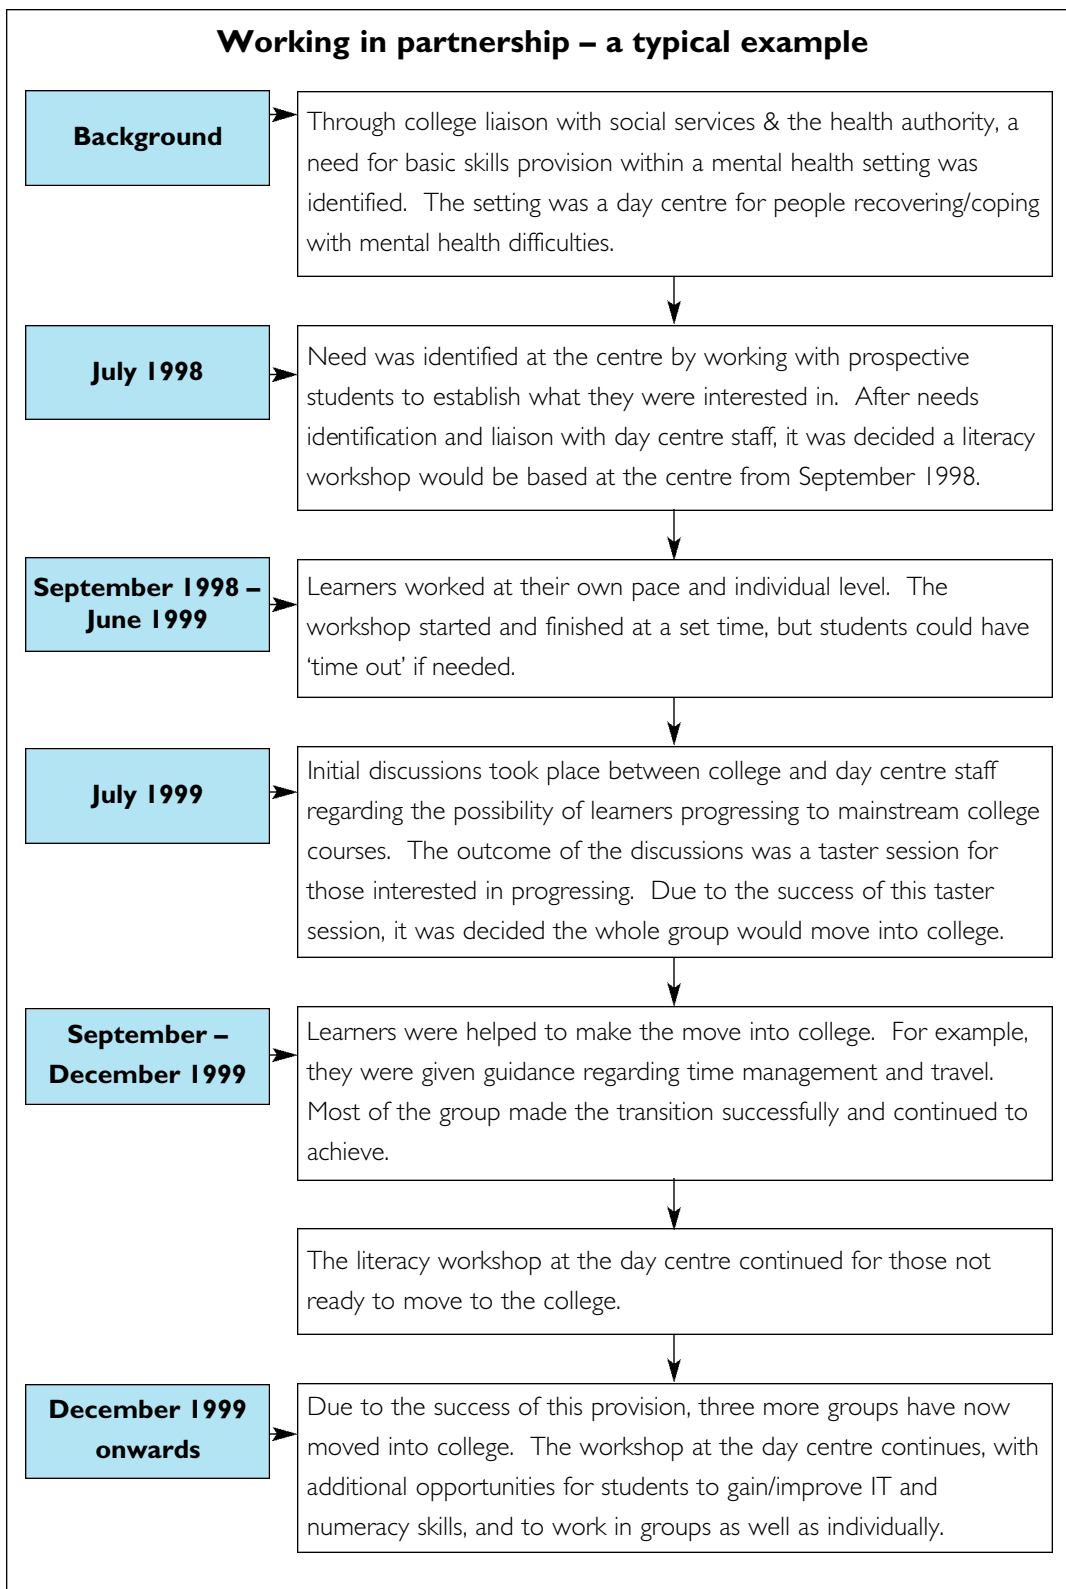 Working in partnership – a typical example
Background
Through college liaison with social services & the health authority, a
need for basic skills provision within a mental health setting was
identified. The setting was a day centre for people recovering/coping
with mental health difficulties.
July 1998
Need was identified at the centre by working with prospective
students to establish what they were interested in. After needs
identification and liaison with day centre staff, it was decided a literacy
workshop would be based at the centre from September 1998.
September 1998 –
June 1999
Learners worked at their own pace and individual level. The
workshop started and finished at a set time, but students could have
‘time out’ if needed.
July 1999
Initial discussions took place between college and day centre staff
regarding the possibility of learners progressing to mainstream college
courses. The outcome of the discussions was a taster session for
those interested in progressing. Due to the success of this taster
session, it was decided the whole group would move into college.
September –
December 1999
Learners were helped to make the move into college. For example,
they were given guidance regarding time management and travel.
Most of the group made the transition successfully and continued to
achieve.
The literacy workshop at the day centre continued for those not
ready to move to the college.
December 1999
onwards
Due to the success of this provision, three more groups have now
moved into college. The workshop at the day centre continues, with
additional opportunities for students to gain/improve IT and
numeracy skills, and to work in groups as well as individually.